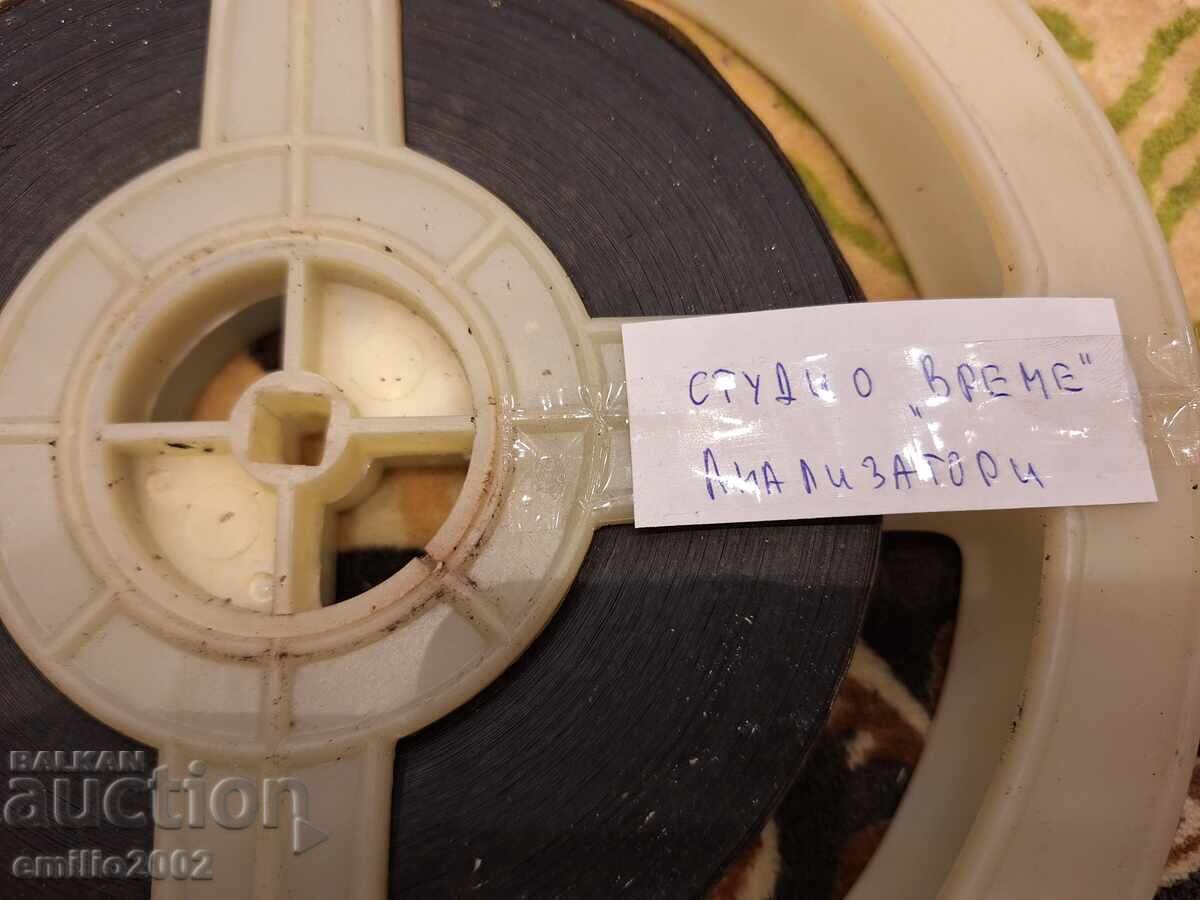 СТУДИО „ВРЕМЕ"
АНАЛИЗАТОРИ
BALKAN
auction
emilio2002